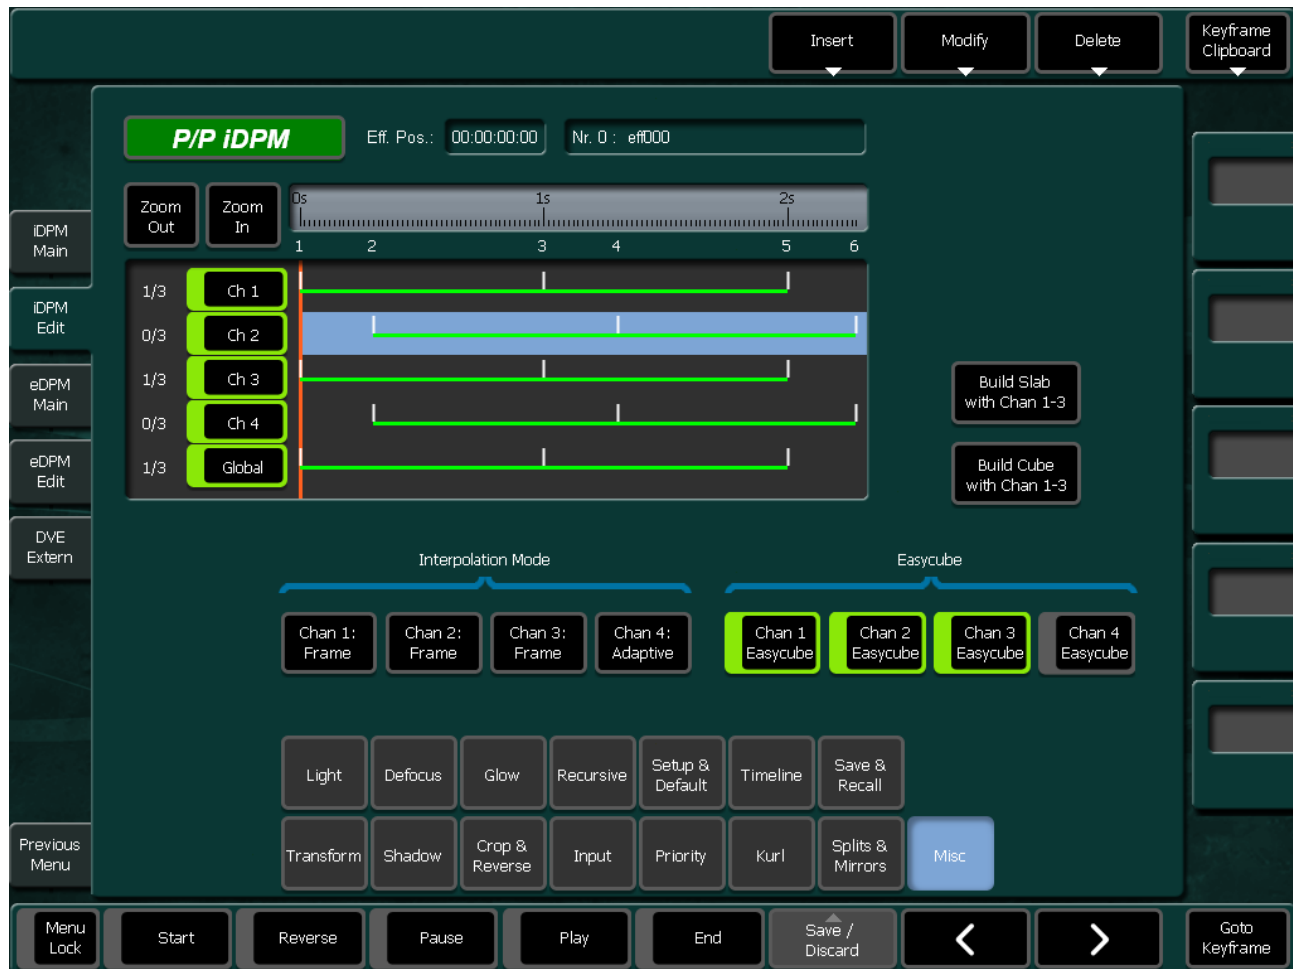 Insert
Modify
Delete
Keyframe
Clipboard
P/P iDPM
Eff. Pos.: 00:00:00:00 Nr. 0 : eff000
Zoom
Out
Zoom
In
0s 1s 2s
1 2 3 4 5 6
1/3 Ch 1
0/3 Ch 2
1/3 Ch 3
0/3 Ch 4
1/3 Global
iDPM
Main
iDPM
Edit
eDPM
Main
eDPM
Edit
DVE
Extern
Previous
Menu
Build Slab
with Chan 1-3
Build Cube
with Chan 1-3
Interpolation Mode
Chan 1:
Frame
Chan 2:
Frame
Chan 3:
Frame
Chan 4:
Adaptive
Easycube
Chan 1
Easycube
Chan 2
Easycube
Chan 3
Easycube
Chan 4
Easycube
Light
Defocus
Glow
Recursive
Setup &
Default
Timeline
Save &
Recall
Transform
Shadow
Crop &
Reverse
Input
Priority
Kurl
Splits &
Mirrors
Misc
Menu
Lock
Start
Reverse
Pause
Play
End
Save /
Discard
Goto
Keyframe